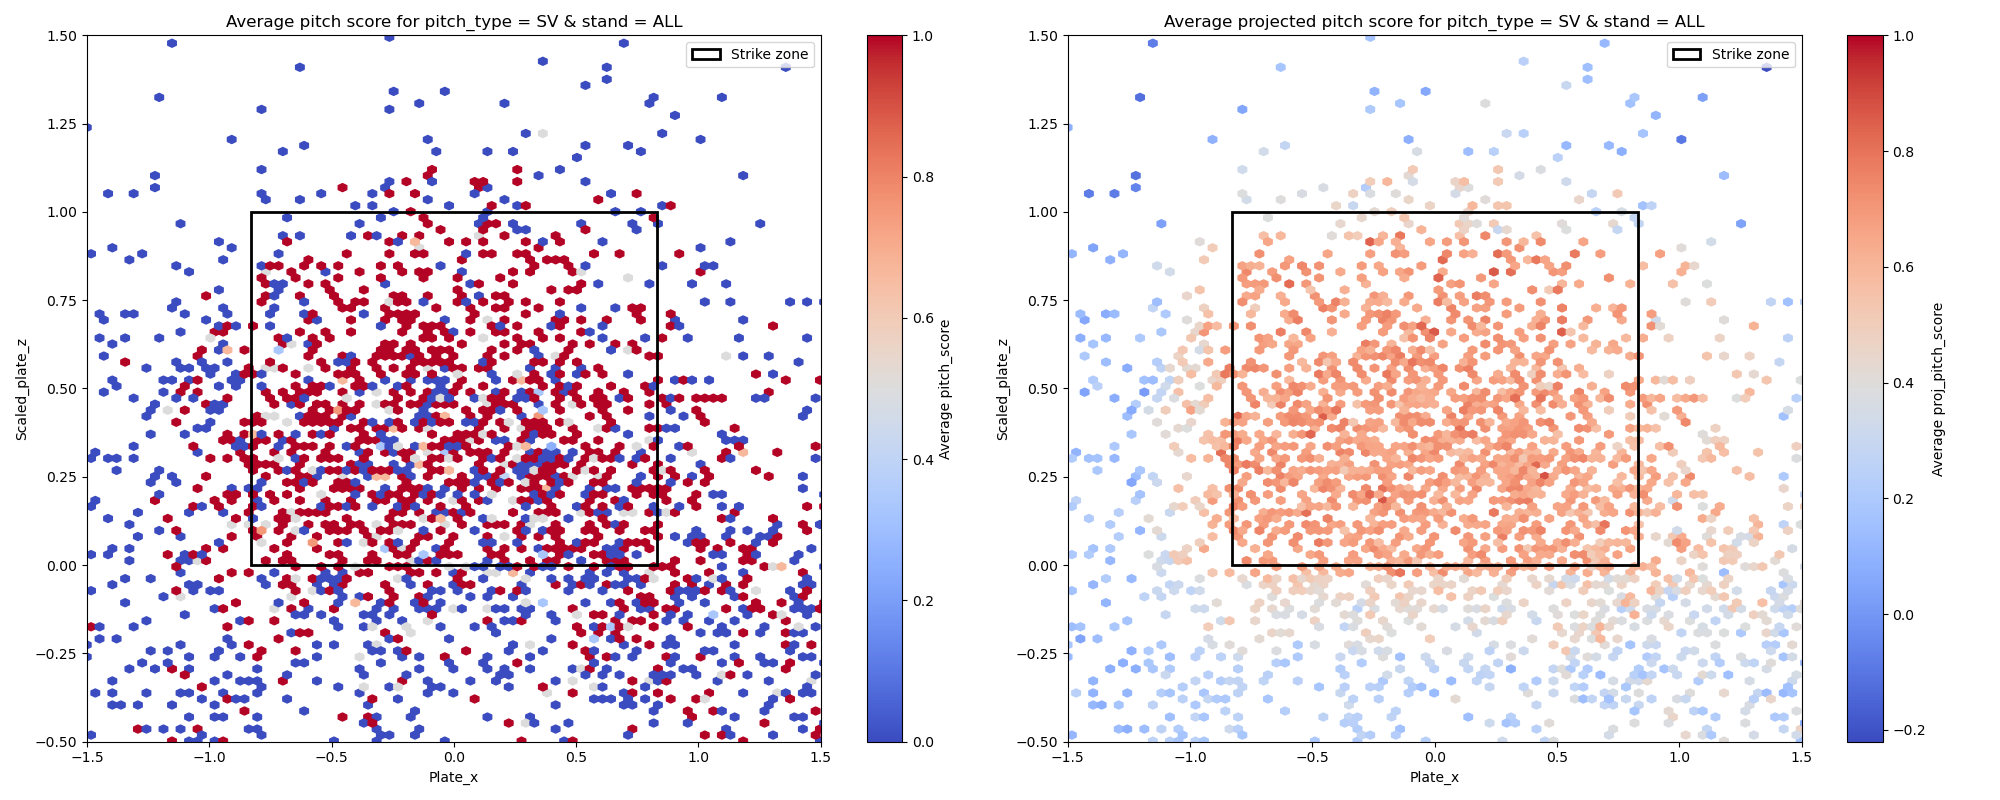 Average pitch score for pitch_type = SV & stand = ALL
Strike zone
1.50
1.25
1.00
0.75
0.50
0.25
0.00
−0.25
−0.50
−1.5 −1.0 −0.5 0.0 0.5 1.0 1.5
Plate_x
Scaled_plate_z
1.0
0.8
0.6
0.4
0.2
0.0
Average pitch_score
Average projected pitch score for pitch_type = SV & stand = ALL
Strike zone
1.50
1.25
1.00
0.75
0.50
0.25
0.00
−0.25
−0.50
−1.5 −1.0 −0.5 0.0 0.5 1.0 1.5
Plate_x
Scaled_plate_z
1.0
0.8
0.6
0.4
0.2
0.0
−0.2
Average proj_pitch_score